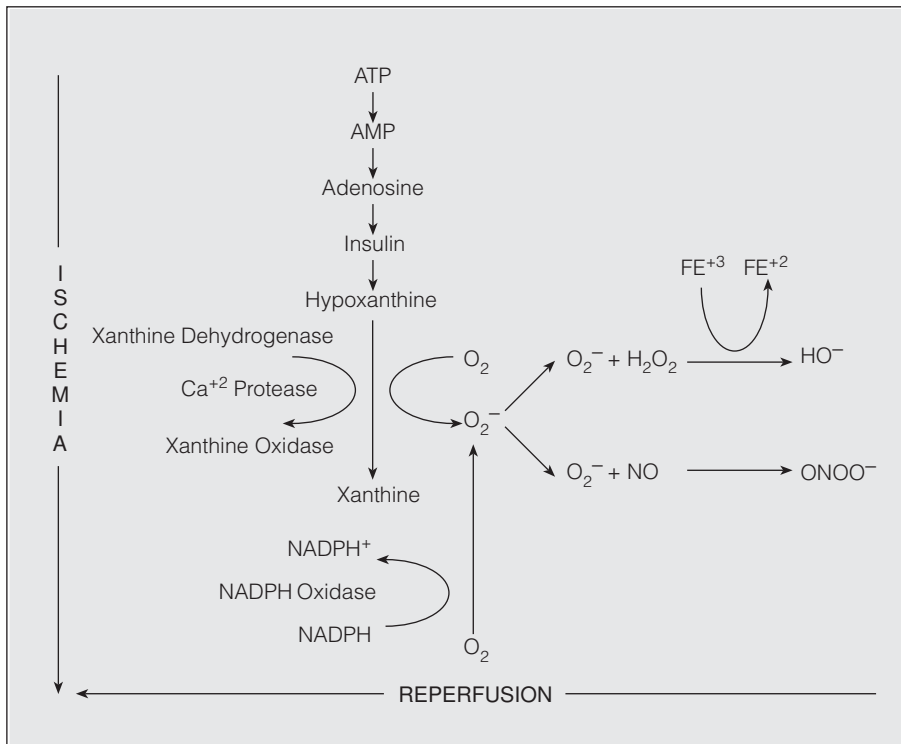 ATP
AMP
Adenosine
Insulin
Hypoxanthine
Xanthine Dehydrogenase
Ca⁺² Protease
Xanthine Oxidase
Xanthine
O₂
O₂⁻
O₂⁻ + H₂O₂
FE⁺³ FE⁺²
HO⁻
O₂⁻ + NO
ONOO⁻
NADPH⁺
NADPH Oxidase
NADPH
O₂
ISCHEMIA
REPERFUSION